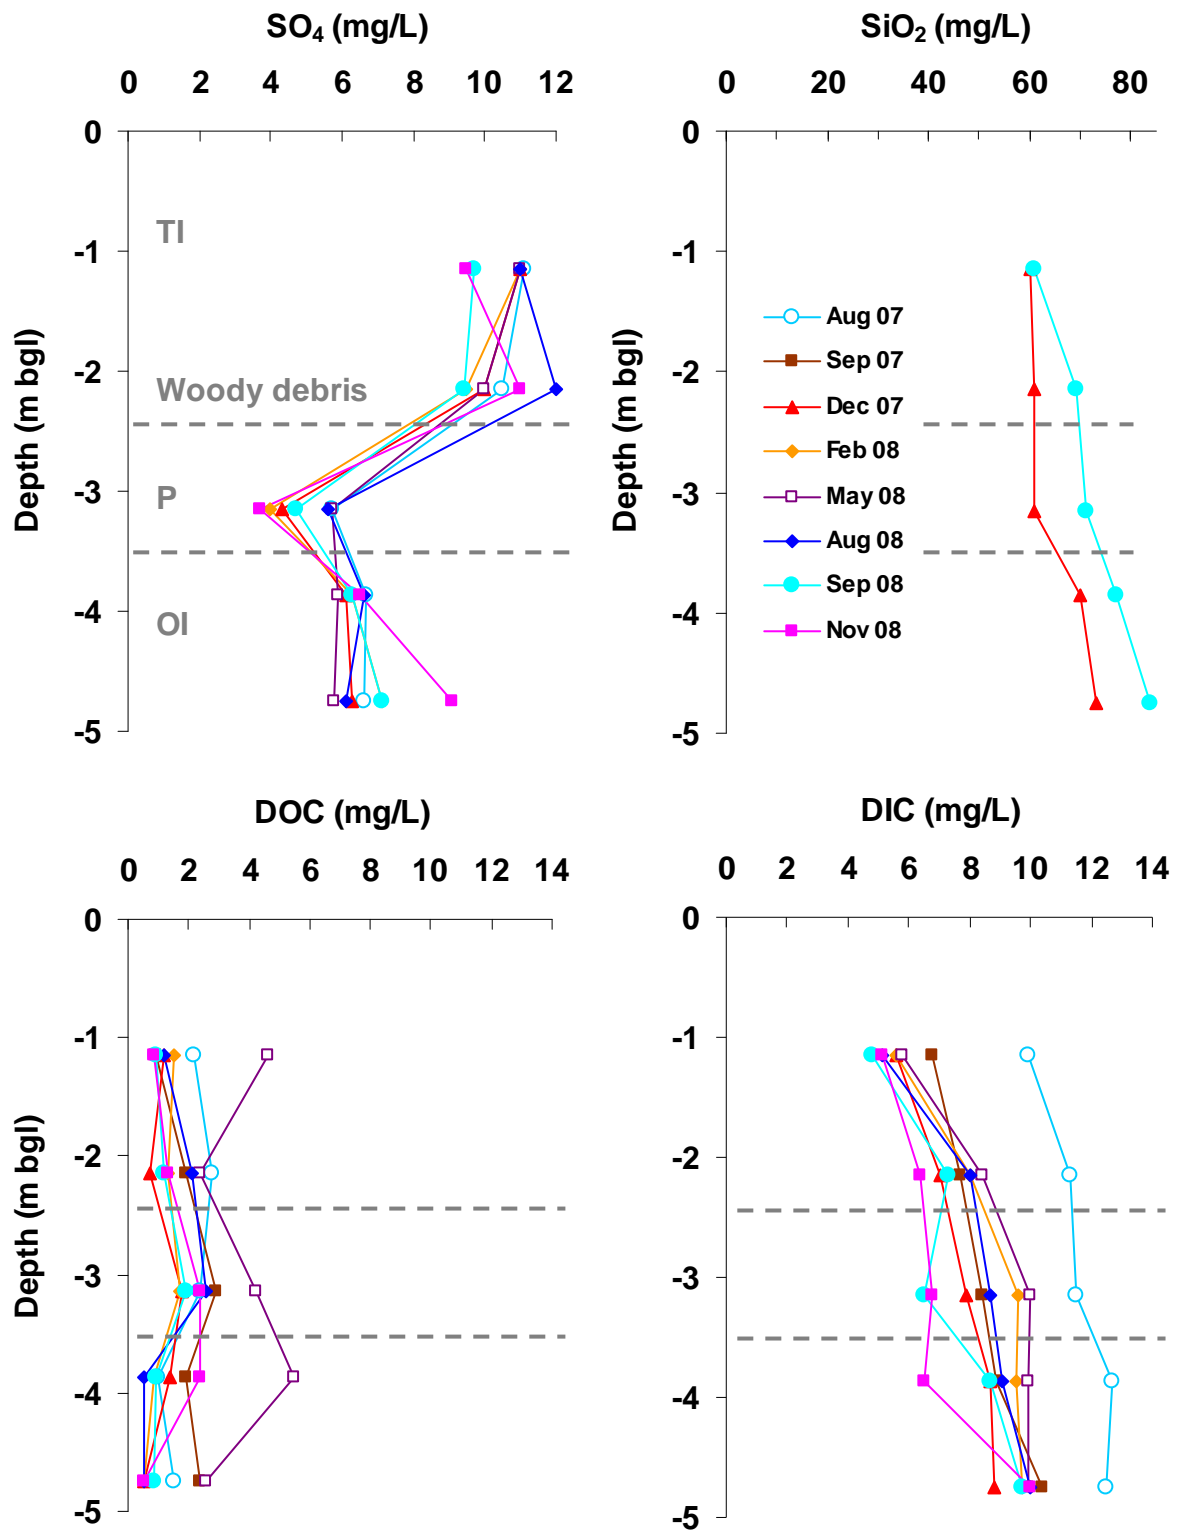 SO₄ (mg/L)
0 2 4 6 8 10 12
0
-1
-2
-3
-4
-5
Depth (m bgl)
TI
Woody debris
P
OI
SiO₂ (mg/L)
0 20 40 60 80
0
-1
-2
-3
-4
-5
Depth (m bgl)
Aug 07
Sep 07
Dec 07
Feb 08
May 08
Aug 08
Sep 08
Nov 08
DOC (mg/L)
0 2 4 6 8 10 12 14
0
-1
-2
-3
-4
-5
Depth (m bgl)
DIC (mg/L)
0 2 4 6 8 10 12 14
0
-1
-2
-3
-4
-5